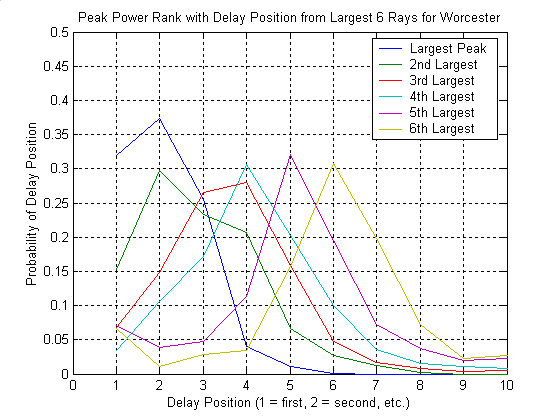 Peak Power Rank with Delay Position from Largest 6 Rays for Worcester
0.5
0.45
0.4
0.35
0.3
0.25
0.2
0.15
0.1
0.05
0
Probability of Delay Position
Largest Peak
2nd Largest
3rd Largest
4th Largest
5th Largest
6th Largest
0 1 2 3 4 5 6 7 8 9 10
Delay Position (1 = first, 2 = second, etc.)